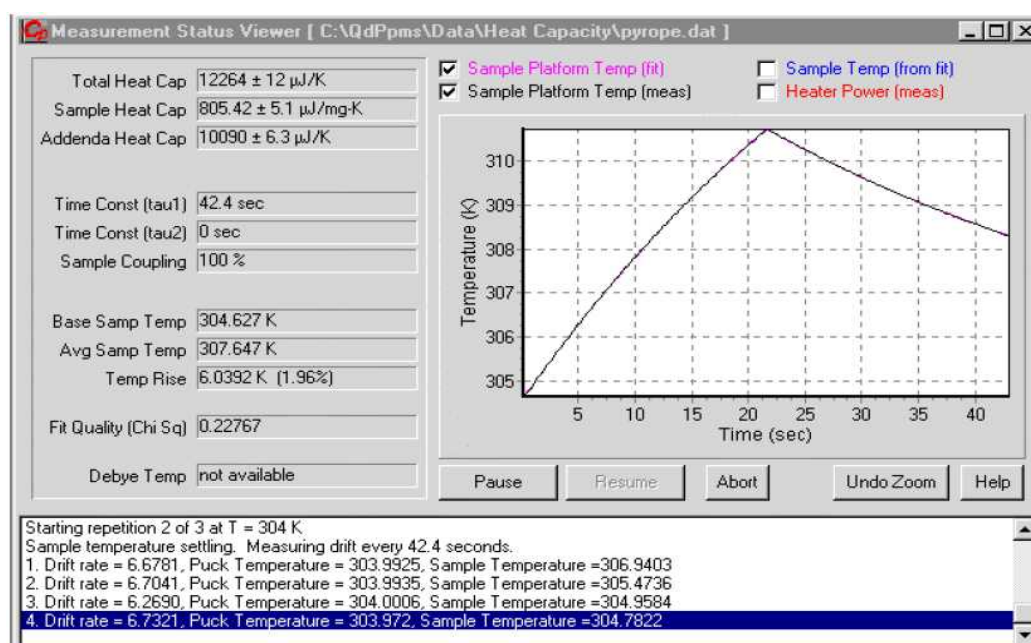 Measurement Status Viewer [ C:\QdPpms\Data\Heat Capacity\pyrope.dat ]
Total Heat Cap 12264 ± 12 µJ/K
Sample Heat Cap 805.42 ± 5.1 µJ/mg-K
Addenda Heat Cap 10090 ± 6.3 µJ/K
Time Const (tau1) 42.4 sec
Time Const (tau2) 0 sec
Sample Coupling 100 %
Base Samp Temp 304.627 K
Avg Samp Temp 307.647 K
Temp Rise 6.0392 K (1.96%)
Fit Quality (Chi Sq) 0.22767
Debye Temp not available
Sample Platform Temp (fit)
Sample Temp (from fit)
Sample Platform Temp (meas)
Heater Power (meas)
Temperature (K)
310
309
308
307
306
305
5 10 15 20 25 30 35 40
Time (sec)
Pause Resume Abort Undo Zoom Help
Starting repetition 2 of 3 at T = 304 K
Sample temperature settling. Measuring drift every 42.4 seconds.
1. Drift rate = 6.6781, Puck Temperature = 303.9925, Sample Temperature =306.9403
2. Drift rate = 6.7041, Puck Temperature = 303.9935, Sample Temperature =305.4736
3. Drift rate = 6.2690, Puck Temperature = 304.0006, Sample Temperature =304.9584
4. Drift rate = 6.7321, Puck Temperature = 303.972, Sample Temperature =304.7822